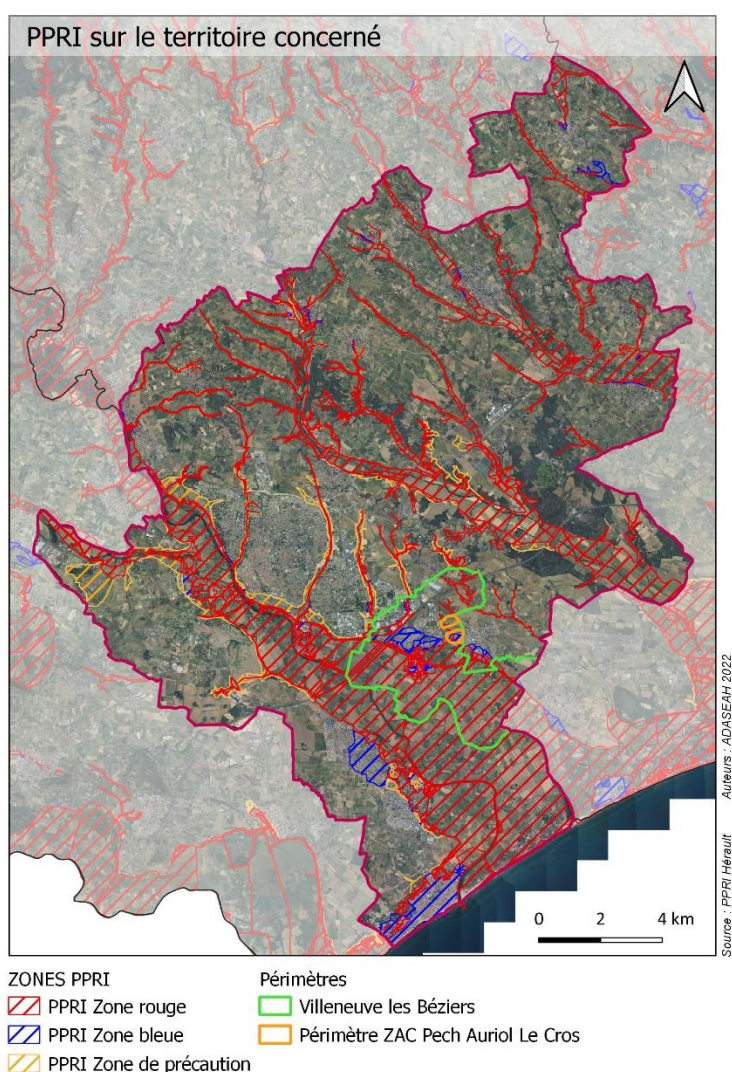 PPRI sur le territoire concerné
Source : PPRI Hérault Auteurs : ADASEAH 2022
0 2 4 km
ZONES PPRI
PPRI Zone rouge
PPRI Zone bleue
PPRI Zone de précaution
Périmètres
Villeneuve les Béziers
Périmètre ZAC Pech Auriol Le Cros